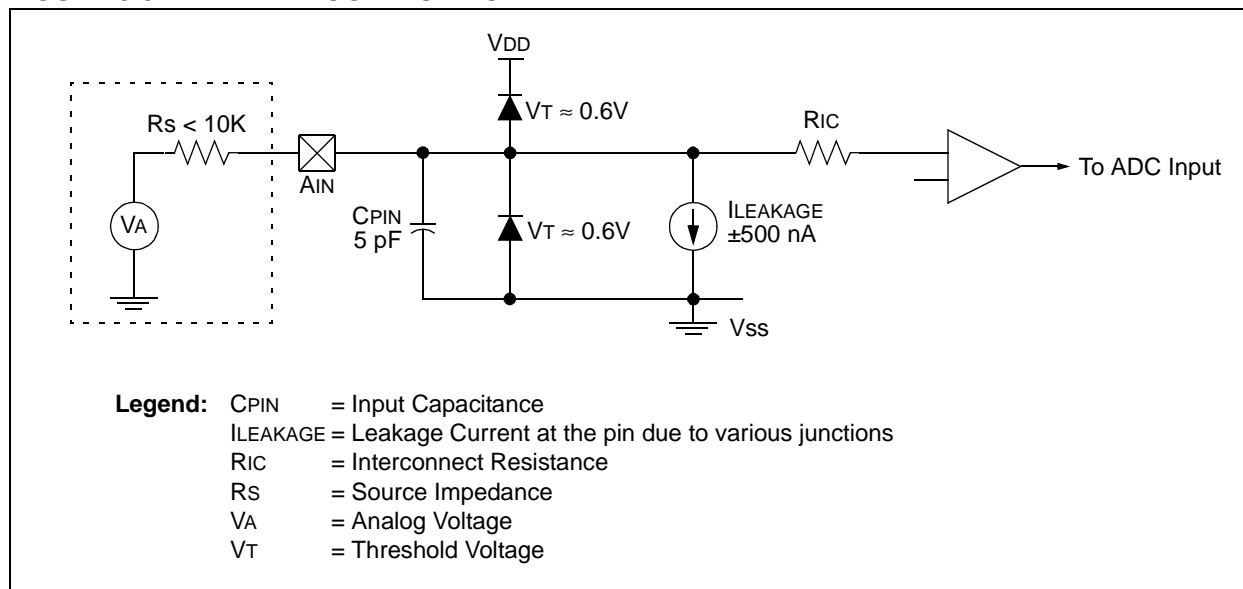 VDD
VT ≈ 0.6V
Rs < 10K
RIC
AIN
To ADC Input
VA
CPIN
5 pF
VT ≈ 0.6V
ILEAKAGE
±500 nA
Vss
Legend: CPIN = Input Capacitance
ILEAKAGE = Leakage Current at the pin due to various junctions
RIC = Interconnect Resistance
RS = Source Impedance
VA = Analog Voltage
VT = Threshold Voltage